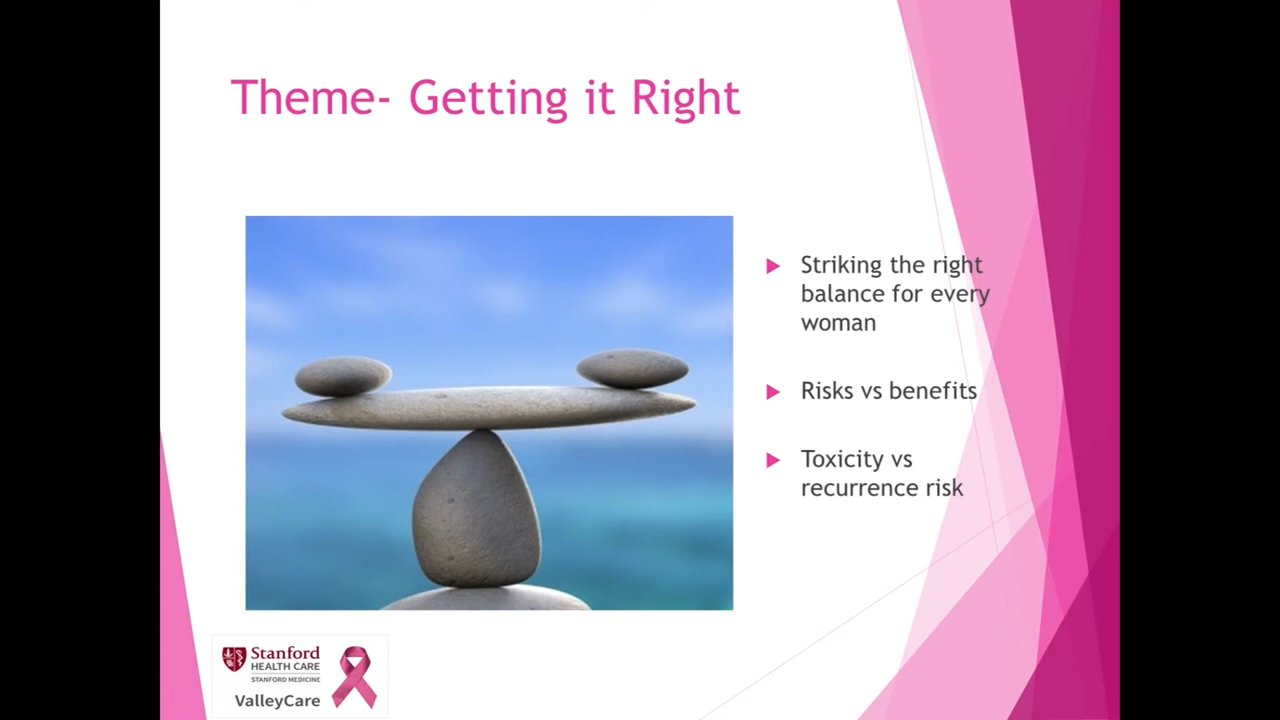 Theme- Getting it Right
Striking the right
balance for every
woman
Risks vs benefits
Toxicity vs
recurrence risk
Stanford
HEALTH CARE
STANFORD MEDICINE
ValleyCare